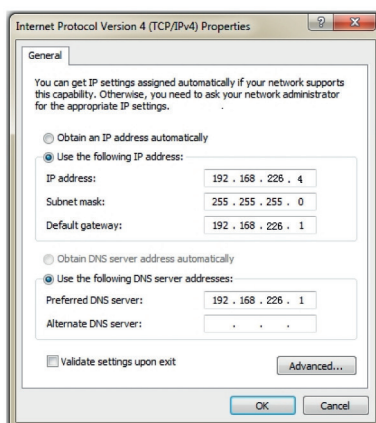 Internet Protocol Version 4 (TCP/IPv4) Properties
General
You can get IP settings assigned automatically if your network supports
this capability. Otherwise, you need to ask your network administrator
for the appropriate IP settings.
Obtain an IP address automatically
Use the following IP address:
IP address: 192 . 168 . 226 . 4
Subnet mask: 255 . 255 . 255 . 0
Default gateway: 192 . 168 . 226 . 1
Obtain DNS server address automatically
Use the following DNS server addresses:
Preferred DNS server: 192 . 168 . 226 . 1
Alternate DNS server: . . .
Validate settings upon exit
Advanced...
OK Cancel